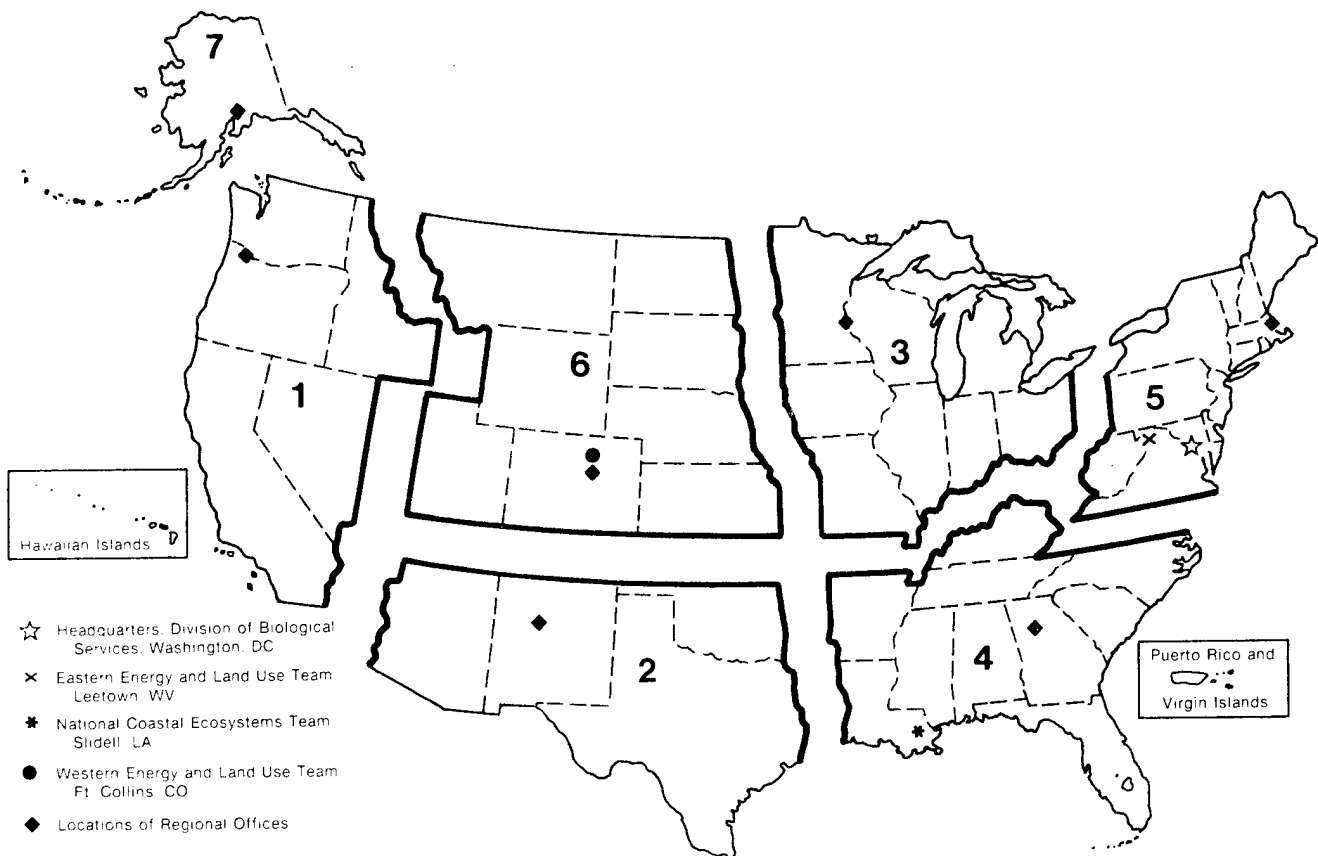 7
6
3
1
5
Hawaiian Islands
2
4
Puerto Rico and
Virgin Islands
Headquarters, Division of Biological
Services, Washington, DC
Eastern Energy and Land Use Team
Leetown WV
National Coastal Ecosystems Team
Slidell LA
Western Energy and Land Use Team
Ft Collins CO
Locations of Regional Offices